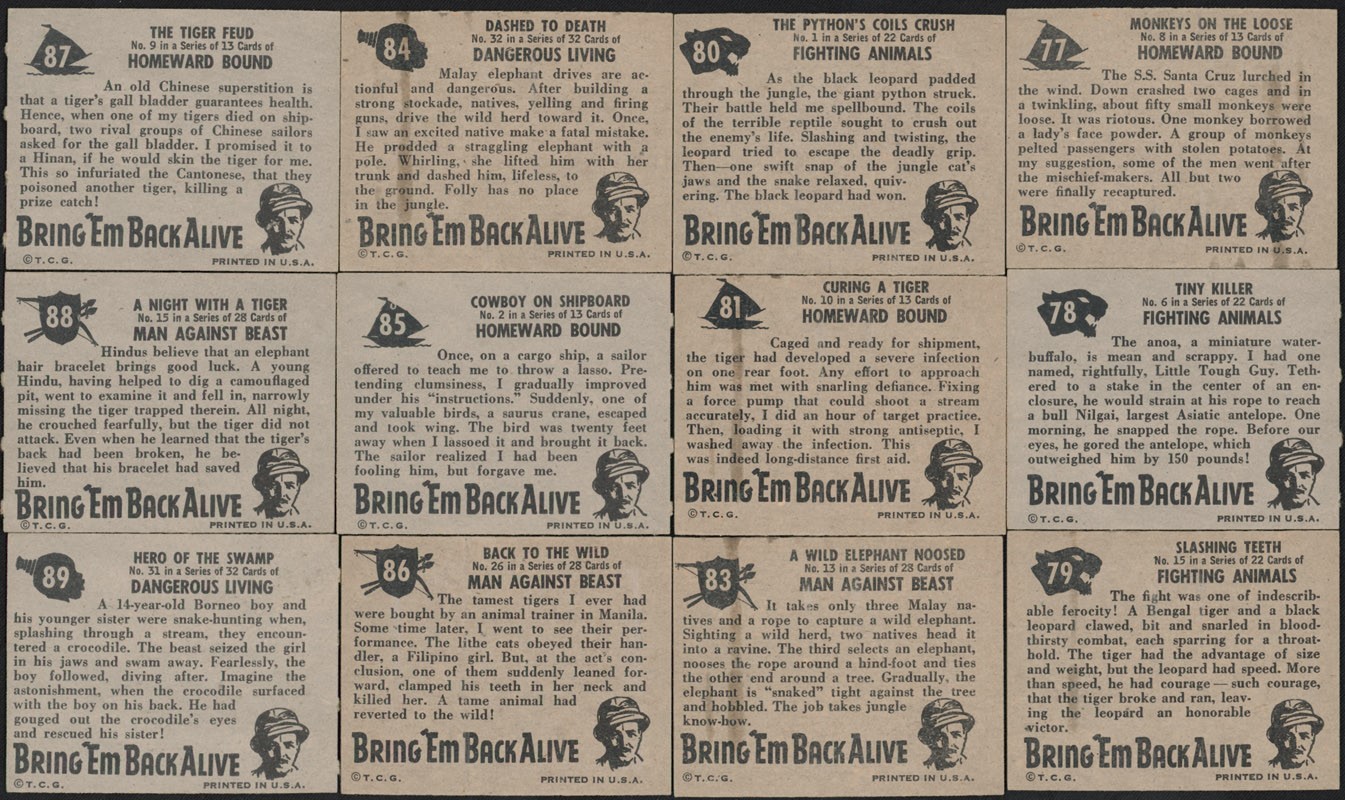 87
THE TIGER FEUD
No. 9 in a Series of 13 Cards of
HOMEWARD BOUND
An old Chinese superstition is
that a tiger's gall bladder guarantees health.
Hence, when one of my tigers died on ship-
board, two rival groups of Chinese sailors
asked for the gall bladder. I promised it to
a Hinan, if he would skin the tiger for me.
This so infuriated the Cantonese, that they
poisoned another tiger, killing a
prize catch!
BRING 'EM BACK ALIVE
©T.C.G. PRINTED IN U.S.A.
84
DASHED TO DEATH
No. 32 in a Series of 32 Cards of
DANGEROUS LIVING
Malay elephant drives are ac-
tionful and dangerous. After building a
strong stockade, natives, yelling and firing
guns, drive the wild herd toward it. Once,
I saw an excited native make a fatal mistake.
He prodded a straggling elephant with a
pole. Whirling, she lifted him with her
trunk and dashed him, lifeless, to
the ground. Folly has no place
in the jungle.
BRING 'EM BACK ALIVE
©T.C.G. PRINTED IN U.S.A.
80
THE PYTHON'S COILS CRUSH
No. 1 in a Series of 22 Cards of
FIGHTING ANIMALS
As the black leopard padded
through the jungle, the giant python struck.
Their battle held me spellbound. The coils
of the terrible reptile sought to crush out
the enemy's life. Slashing and twisting, the
leopard tried to escape the deadly grip.
Then—one swift snap of the jungle cat's
jaws and the snake relaxed, quiv-
ering. The black leopard had won.
BRING 'EM BACK ALIVE
©T.C.G. PRINTED IN U.S.A.
77
MONKEYS ON THE LOOSE
No. 8 in a Series of 13 Cards of
HOMEWARD BOUND
The S.S. Santa Cruz lurched in
the wind. Down crashed two cages and in
a twinkling, about fifty small monkeys were
loose. It was riotous. One monkey borrowed
a lady's face powder. A group of monkeys
pelted passengers with stolen potatoes. At
my suggestion, some of the men went after
the mischief-makers. All but two
were finally recaptured.
BRING 'EM BACK ALIVE
©T.C.G. PRINTED IN U.S.A.
88
A NIGHT WITH A TIGER
No. 15 in a Series of 28 Cards of
MAN AGAINST BEAST
Hindus believe that an elephant
hair bracelet brings good luck. A young
Hindu, having helped to dig a camouflaged
pit, went to examine it and fell in, narrowly
missing the tiger trapped therein. All night,
he crouched fearfully, but the tiger did not
attack. Even when he learned that the tiger's
back had been broken, he be-
lieved that his bracelet had saved
him.
BRING 'EM BACK ALIVE
©T.C.G. PRINTED IN U.S.A.
85
COWBOY ON SHIPBOARD
No. 2 in a Series of 13 Cards of
HOMEWARD BOUND
Once, on a cargo ship, a sailor
offered to teach me to throw a lasso. Pre-
tending clumsiness, I gradually improved
under his "instructions." Suddenly, one of
my valuable birds, a saurus crane, escaped
and took wing. The bird was twenty feet
away when I lassoed it and brought it back.
The sailor realized I had been
fooling him, but forgave me.
BRING 'EM BACK ALIVE
©T.C.G. PRINTED IN U.S.A.
81
CURING A TIGER
No. 10 in a Series of 13 Cards of
HOMEWARD BOUND
Caged and ready for shipment,
the tiger had developed a severe infection
on one rear foot. Any effort to approach
him was met with snarling defiance. Fixing
a force pump that could shoot a stream
accurately, I did an hour of target practice.
Then, loading it with strong antiseptic, I
washed away the infection. This
was indeed long-distance first aid.
BRING 'EM BACK ALIVE
©T.C.G. PRINTED IN U.S.A.
78
TINY KILLER
No. 6 in a Series of 22 Cards of
FIGHTING ANIMALS
The anoa, a miniature water-
buffalo, is mean and scrappy. I had one
named, rightfully, Little Tough Guy. Teth-
ered to a stake in the center of an en-
closure, he would strain at his rope to reach
a bull Nilgai, largest Asiatic antelope. One
morning, he snapped the rope. Before our
eyes, he gored the antelope, which
outweighed him by 150 pounds!
BRING 'EM BACK ALIVE
©T.C.G. PRINTED IN U.S.A.
89
HERO OF THE SWAMP
No. 31 in a Series of 32 Cards of
DANGEROUS LIVING
A 14-year-old Borneo boy and
his younger sister were snake-hunting when,
splashing through a stream, they encoun-
tered a crocodile. The beast seized the girl
in his jaws and swam away. Fearlessly, the
boy followed, diving after. Imagine the
astonishment, when the crocodile surfaced
with the boy on his back. He had
gouged out the crocodile's eyes
and rescued his sister!
BRING 'EM BACK ALIVE
©T.C.G. PRINTED IN U.S.A.
86
BACK TO THE WILD
No. 26 in a Series of 28 Cards of
MAN AGAINST BEAST
The tamest tigers I ever had
were bought by an animal trainer in Manila.
Some time later, I went to see their per-
formance. The lithe cats obeyed their han-
dler, a Filipino girl. But, at the act's con-
clusion, one of them suddenly leaned for-
ward, clamped his teeth in her neck and
killed her. A tame animal had
reverted to the wild!
BRING 'EM BACK ALIVE
©T.C.G. PRINTED IN U.S.A.
83
A WILD ELEPHANT NOOSED
No. 13 in a Series of 28 Cards of
MAN AGAINST BEAST
It takes only three Malay na-
tives and a rope to capture a wild elephant.
Sighting a wild herd, two natives head it
into a ravine. The third selects an elephant,
nooses the rope around a hind-foot and ties
the other end around a tree. Gradually, the
elephant is "snaked" tight against the tree
and hobbled. The job takes jungle
know-how.
BRING 'EM BACK ALIVE
©T.C.G. PRINTED IN U.S.A.
79
SLASHING TEETH
No. 15 in a Series of 22 Cards of
FIGHTING ANIMALS
The fight was one of indescrib-
able ferocity! A Bengal tiger and a black
leopard clawed, bit and snarled in blood-
thirsty combat, each sparring for a throat-
hold. The tiger had the advantage of size
and weight, but the leopard had speed. More
than speed, he had courage — such courage,
that the tiger broke and ran, leav-
ing the leopard an honorable
victor.
BRING 'EM BACK ALIVE
©T.C.G. PRINTED IN U.S.A.